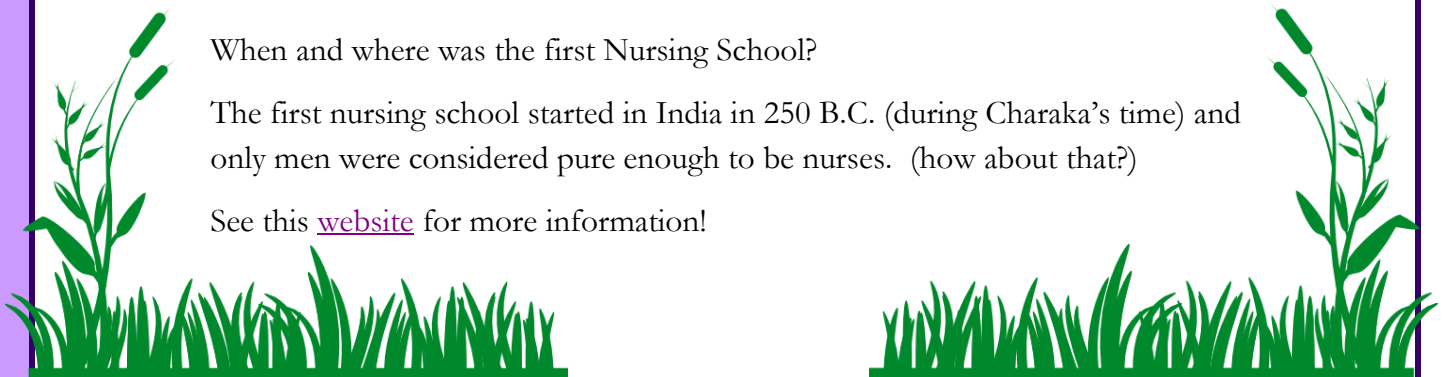 When and where was the first Nursing School?
The first nursing school started in India in 250 B.C. (during Charaka’s time) and
only men were considered pure enough to be nurses.  (how about that?)
See this website for more information!